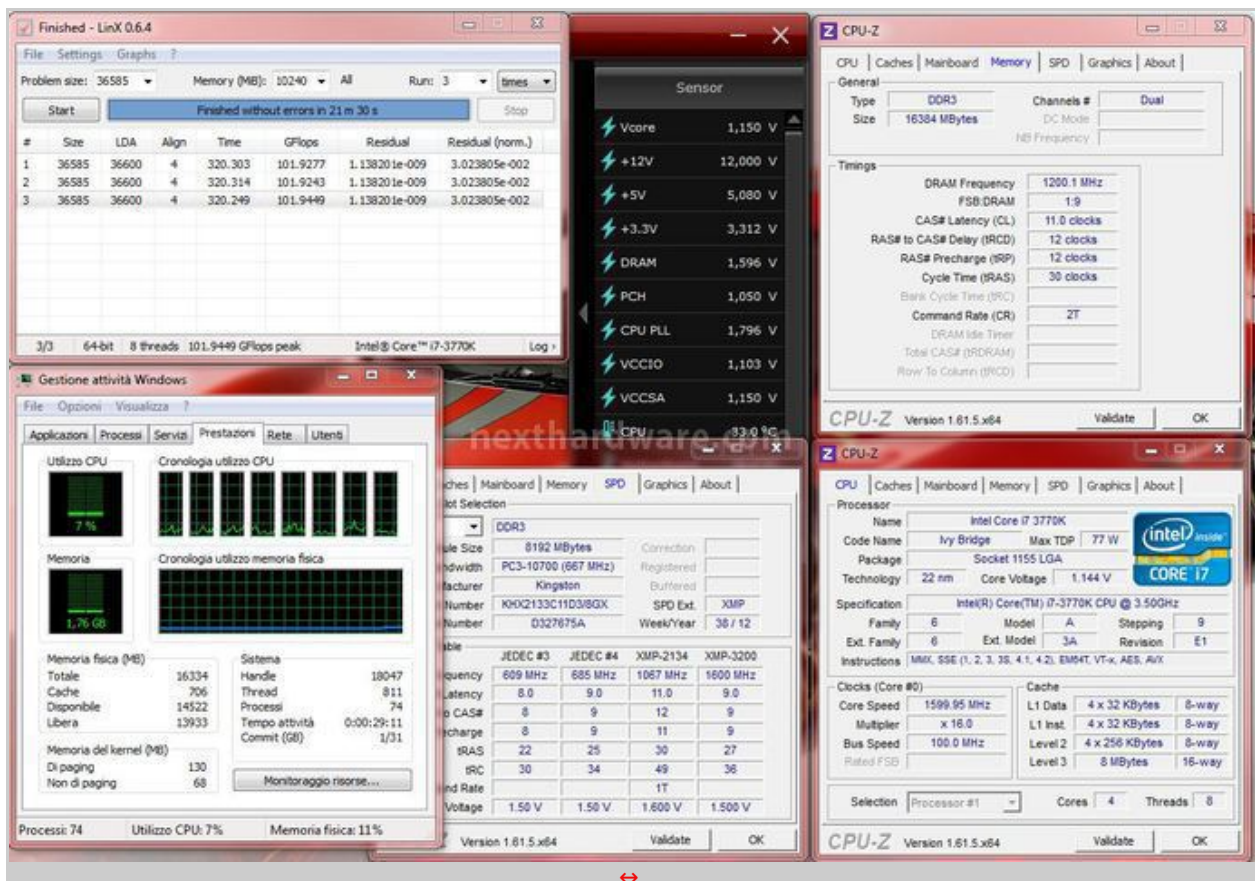 Finished - LinX 0.6.4
File Settings Graphs ?
Problem size: 36585 Memory (MiB): 10240 All Run: 3 times
Start Finished without errors in 21 m 30 s Stop
# Size LDA Align Time GFlops Residual Residual (norm.)
1 36585 36600 4 320.303 101.9277 1.138201e-009 3.023805e-002
2 36585 36600 4 320.314 101.9243 1.138201e-009 3.023805e-002
3 36585 36600 4 320.249 101.9449 1.138201e-009 3.023805e-002
3/3 64-bit 8 threads 101.9449 GFlops peak Intel® Core™ i7-3770K Log ›
Sensor
Vcore 1,150 V
+12V 12,000 V
+5V 5,080 V
+3.3V 3,312 V
DRAM 1,596 V
PCH 1,050 V
CPU PLL 1,796 V
VCCIO 1,103 V
VCCSA 1,150 V
CPU 33.0 °C
nexthardware.com
CPU-Z
CPU Caches Mainboard Memory SPD Graphics About
General
Type DDR3 Channels # Dual
Size 16384 MBytes DC Mode
NB Frequency
Timings
DRAM Frequency 1200.1 MHz
FSB:DRAM 1:9
CAS# Latency (CL) 11.0 clocks
RAS# to CAS# Delay (tRCD) 12 clocks
RAS# Precharge (tRP) 12 clocks
Cycle Time (tRAS) 30 clocks
Bank Cycle Time (tRC)
Command Rate (CR) 2T
DRAM Idle Timer
Total CAS# (tRDRAM)
Row To Column (tRCD)
CPU-Z Version 1.61.5.x64 Validate OK
Gestione attività Windows
File Opzioni Visualizza ?
Applicazioni Processi Servizi Prestazioni Rete Utenti
Utilizzo CPU Cronologia utilizzo CPU
7 %
Memoria Cronologia utilizzo memoria fisica
1,76 GB
Memoria fisica (MB)
Totale 16334
Cache 706
Disponibile 14522
Libera 13933
Memoria del kernel (MB)
Di paging 130
Non di paging 68
Sistema
Handle 18047
Thread 811
Processi 74
Tempo attività 0:00:29:11
Commit (GB) 1/31
Monitoraggio risorse...
Processi: 74 Utilizzo CPU: 7% Memoria fisica: 11%
ches Mainboard Memory SPD Graphics About
lot Selection
DDR3
ule Size 8192 MBytes Correction
ndwidth PC3-10700 (667 MHz) Registered
facturer Kingston Buffered
Number KHX2133C11D3/8GX SPD Ext. XMP
Number D327675A Week/Year 38 / 12
able
JEDEC #3 JEDEC #4 XMP-2134 XMP-3200
quency 609 MHz 685 MHz 1067 MHz 1600 MHz
Latency 8.0 9.0 11.0 9.0
o CAS# 8 9 12 9
charge 8 9 11 9
tRAS 22 25 30 27
tRC 30 34 49 36
nd Rate 1T
Voltage 1.50 V 1.50 V 1.600 V 1.500 V
Version 1.61.5.x64 Validate OK
CPU-Z
CPU Caches Mainboard Memory SPD Graphics About
Processor
Name Intel Core i7 3770K
Code Name Ivy Bridge Max TDP 77 W
Package Socket 1155 LGA
Technology 22 nm Core Voltage 1.144 V
(intel) inside™
CORE i7
Specification Intel(R) Core(TM) i7-3770K CPU @ 3.50GHz
Family 6 Model A Stepping 9
Ext. Family 6 Ext. Model 3A Revision E1
Instructions MMX, SSE (1, 2, 3, 3S, 4.1, 4.2), EM64T, VT-x, AES, AVX
Clocks (Core #0)
Core Speed 1599.95 MHz
Multiplier x 16.0
Bus Speed 100.0 MHz
Rated FSB
Cache
L1 Data 4 x 32 KBytes 8-way
L1 Inst. 4 x 32 KBytes 8-way
Level 2 4 x 256 KBytes 8-way
Level 3 8 MBytes 16-way
Selection Processor #1 Cores 4 Threads 8
CPU-Z Version 1.61.5.x64 Validate OK